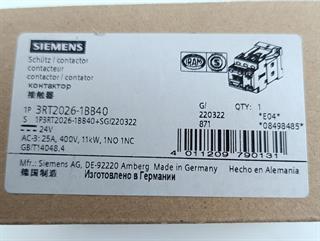 SIEMENS
Schütz / contactor
contacteur
contactor / contator
контактор
接触器
1P 3RT2026-1BB40
S 1P3RT2026-1BB40+SG/220322
24V
AC-3: 25A, 400V, 11kW, 1NO 1NC
GB/T14048.4
G/ QTY: 1
220322 *E04*
871 *08498485*
4 011209 790131
Mfr.: Siemens AG, DE-92220 Amberg Made in Germany
德国制造 Изготовлено в Германии Hecho en Alemania